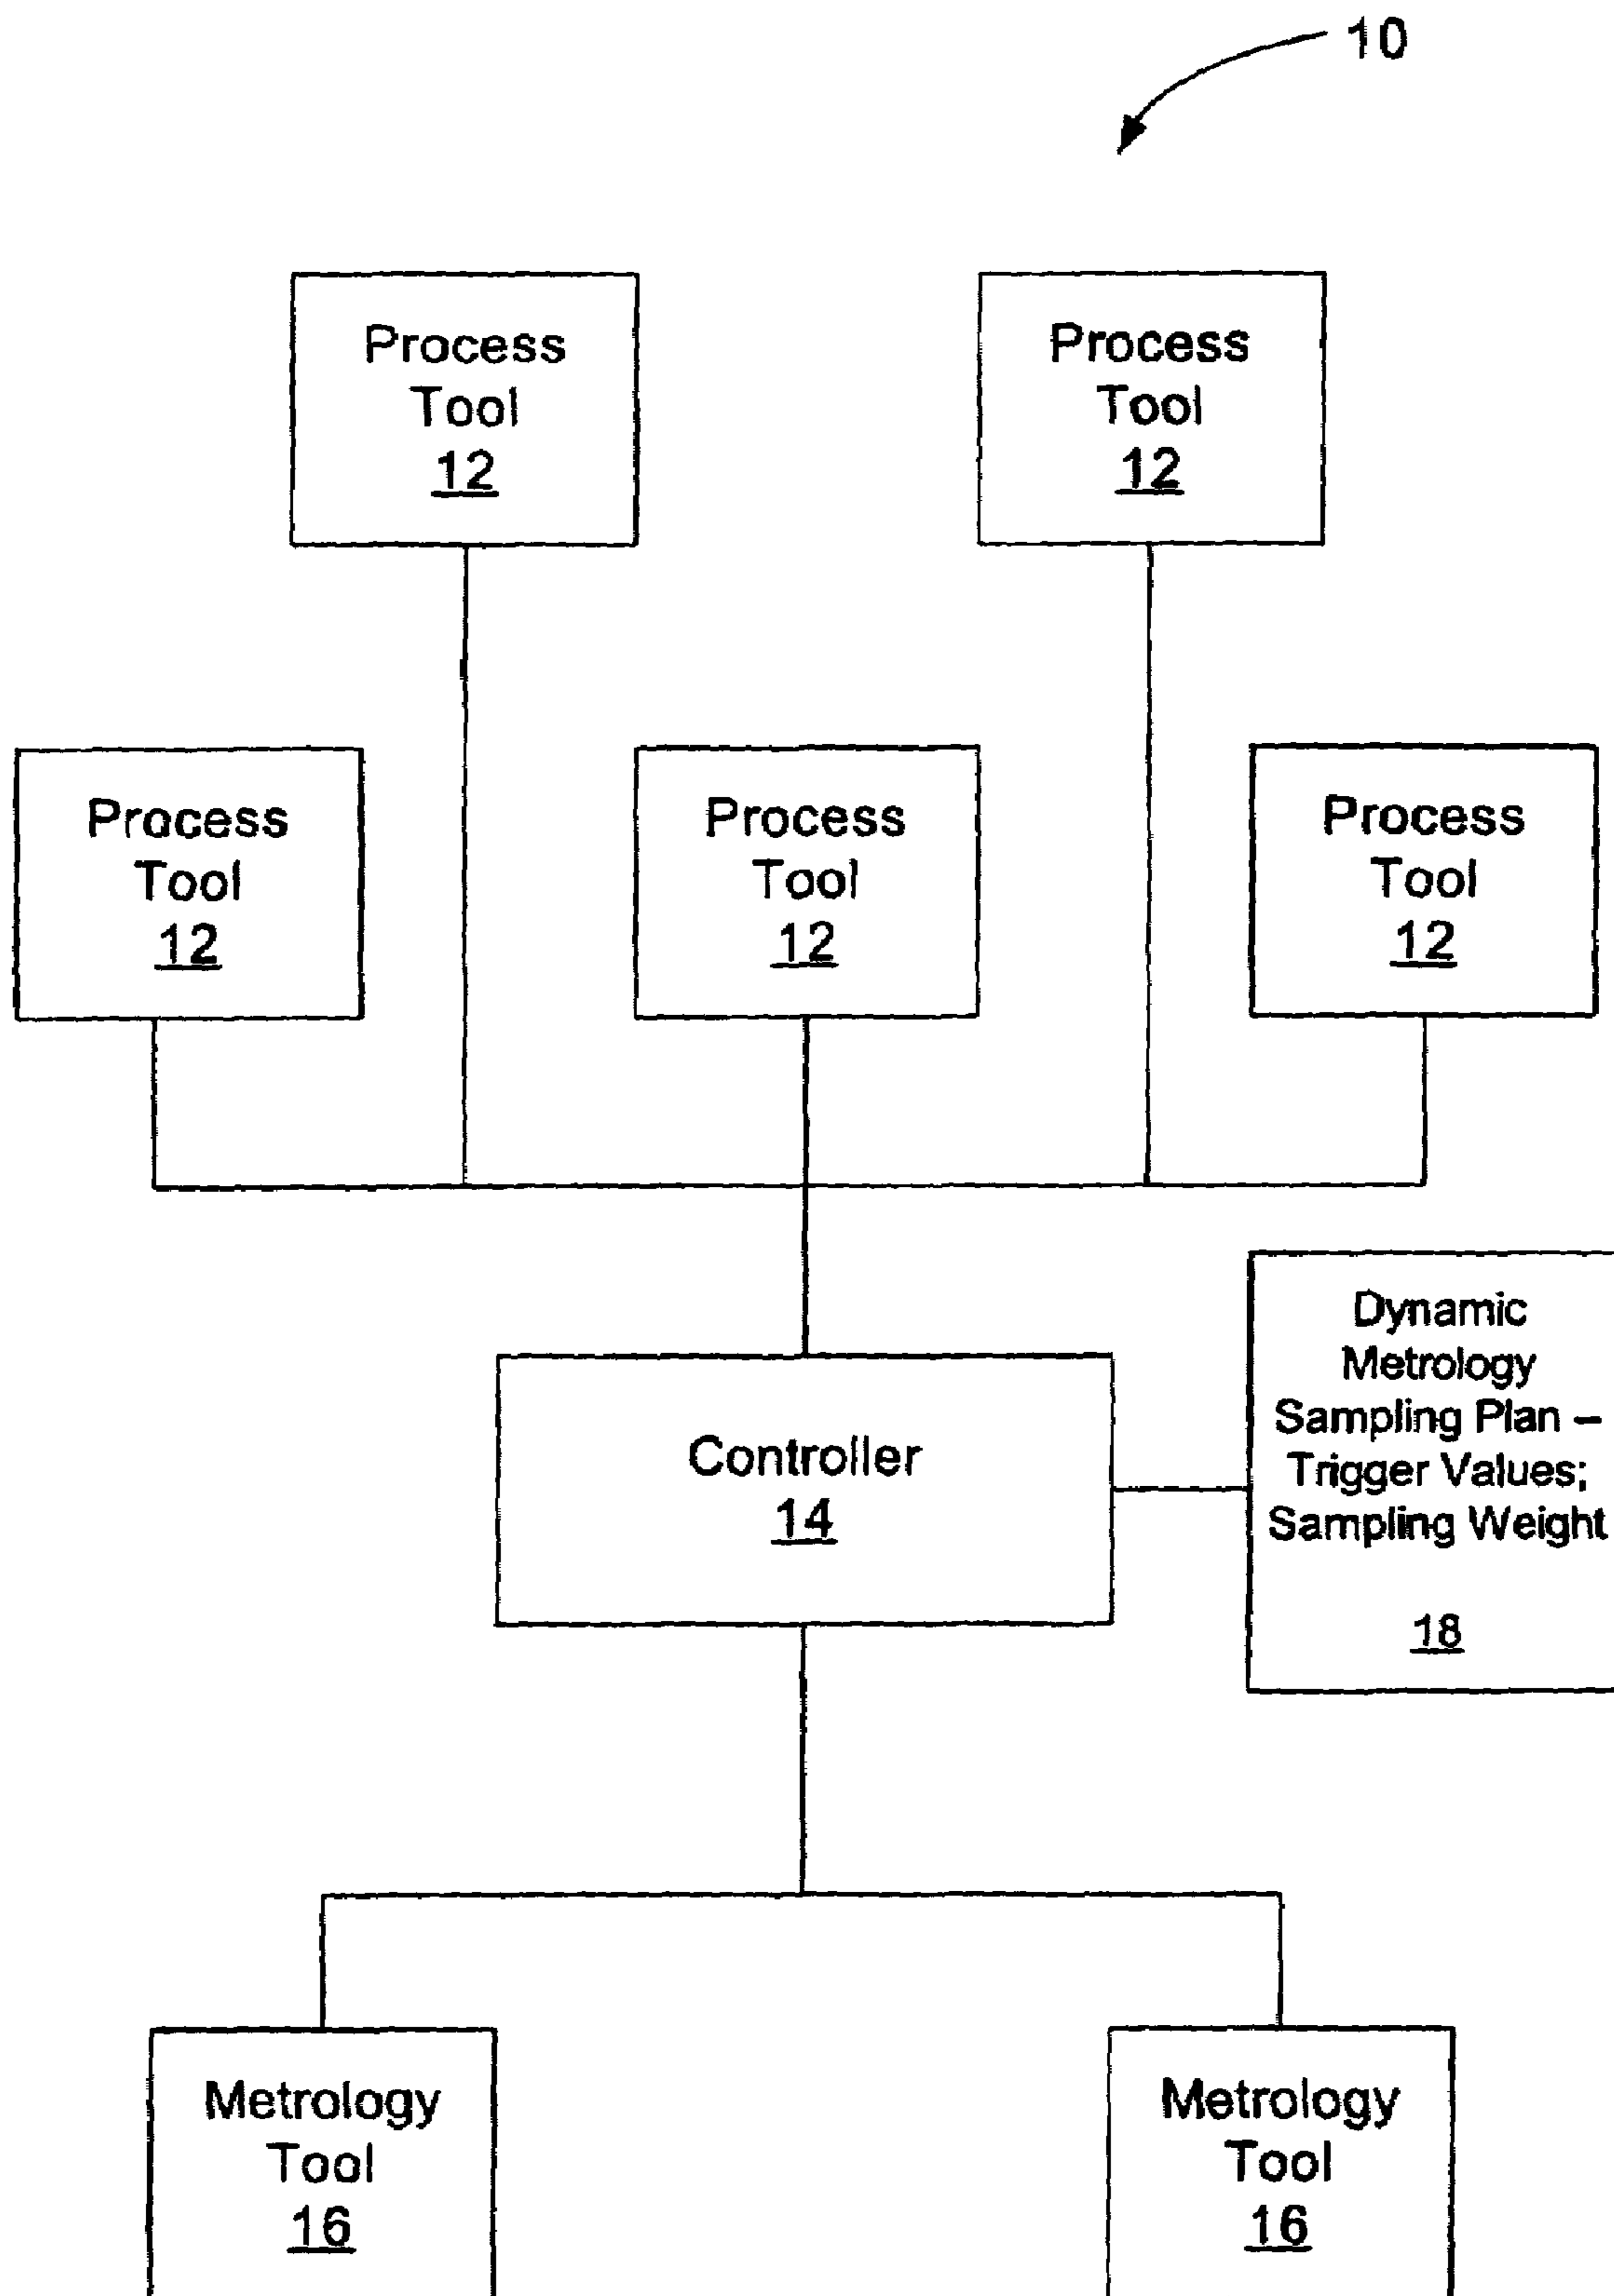 10
Process
Tool
12
Process
Tool
12
Process
Tool
12
Process
Tool
12
Process
Tool
12
Controller
14
Dynamic
Metrology
Sampling Plan –
Trigger Values;
Sampling Weight
18
Metrology
Tool
16
Metrology
Tool
16